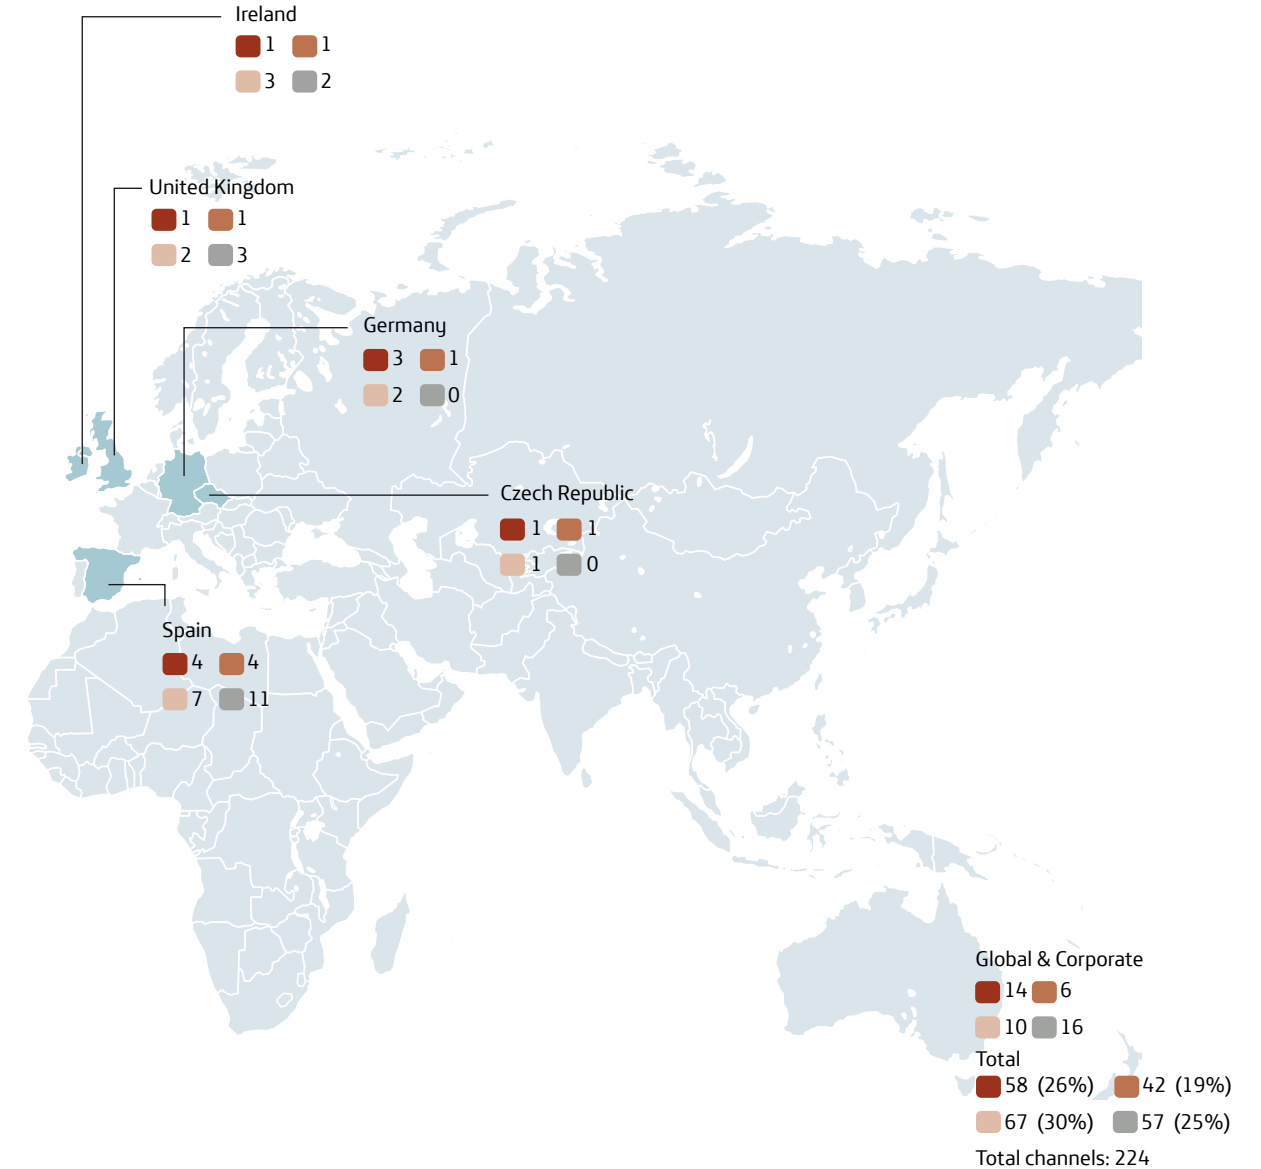 Ireland
1 1
3 2
United Kingdom
1 1
2 3
Germany
3 1
2 0
Czech Republic
1 1
1 0
Spain
4 4
7 11
Global & Corporate
14 6
10 16
Total
58 (26%) 42 (19%)
67 (30%) 57 (25%)
Total channels: 224